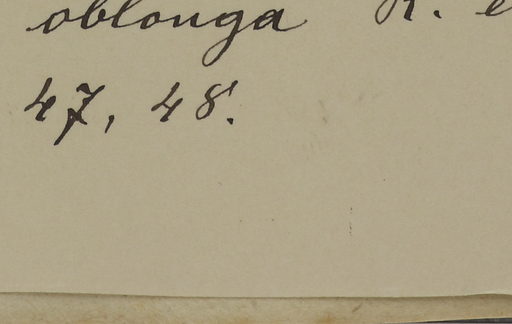 oblonga R. e
47, 48.